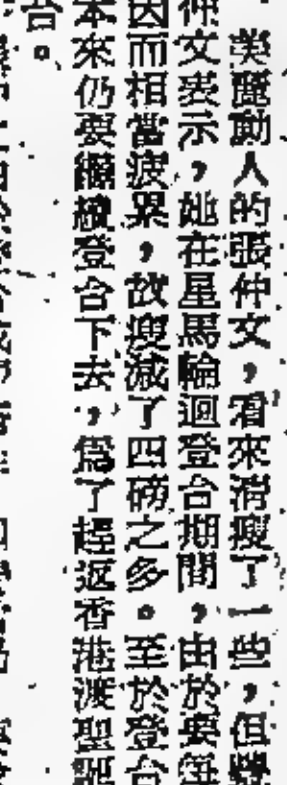 美麗動人的張仲文,看來消瘦了一些,但
仲文表示,她在星馬輪迴登台期間,由於要每
因而相當疲累,故瘦減了四磅之多。至於登台
本來仍要繼續登台下去,爲了趕返香港渡聖誕
台。